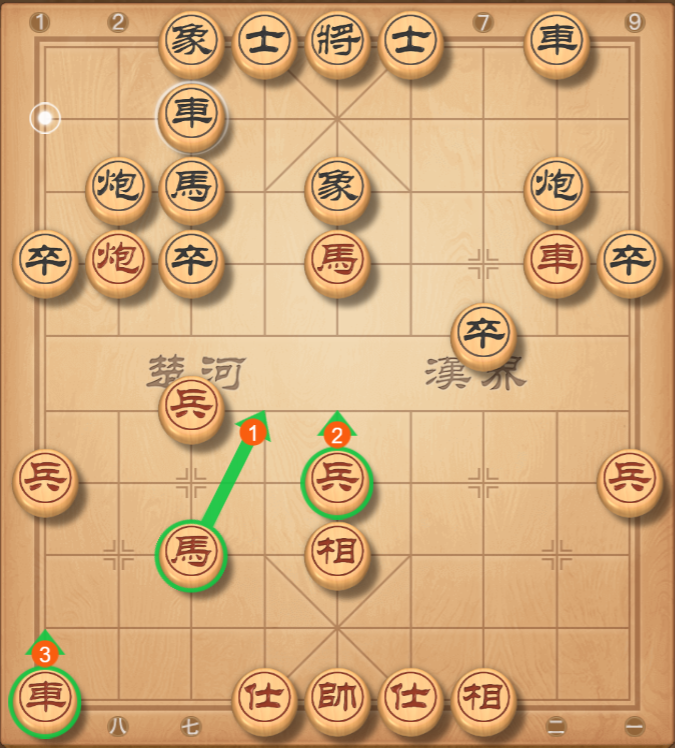 1 2 象 士 將 士 7 車 9
車
炮 馬 象 炮
卒 炮 卒 馬 車 卒
卒
楚河 漢界
兵
1 2
兵 兵 兵
馬 相
3
車 八 七 仕 帥 仕 相 二 一